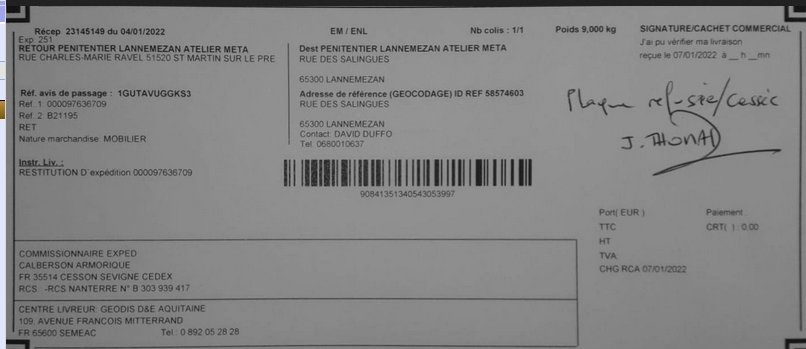 Récep 23145149 du 04/01/2022
EM / ENL
Nb colis : 1/1
Poids 9,000 kg
Exp 251
RETOUR PENITENTIER LANNEMEZAN ATELIER META
RUE CHARLES-MARIE RAVEL 51520 ST MARTIN SUR LE PRE
Réf. avis de passage : 1GUTAVUGGKS3
Ref. 1: 000097636709
Ref. 2: B21195
RET
Nature marchandise: MOBILIER
Instr. Liv. :
RESTITUTION D'expédition 000097636709
Dest PENITENTIER LANNEMEZAN ATELIER META
RUE DES SALINGUES
65300 LANNEMEZAN
Adresse de référence (GEOCODAGE) ID REF 58574603
RUE DES SALINGUES
65300 LANNEMEZAN
Contact: DAVID DUFFO
Tel: 0680010637
90841351340543053997
SIGNATURE/CACHET COMMERCIAL
J'ai pu vérifier ma livraison
reçue le 07/01/2022 à __ h __mn
Plaque refusée/cassée
Port( EUR )
Paiement :
TTC
CRT( ) : 0.00
HT
TVA
CHG RCA 07/01/2022
COMMISSIONNAIRE EXPED
CALBERSON ARMORIQUE
FR 35514 CESSON SEVIGNE CEDEX
RCS : -RCS NANTERRE N° B 303 939 417
CENTRE LIVREUR GEODIS D&E AQUITAINE
109, AVENUE FRANCOIS MITTERRAND
FR 65600 SEMEAC Tel : 0 892 05 28 28